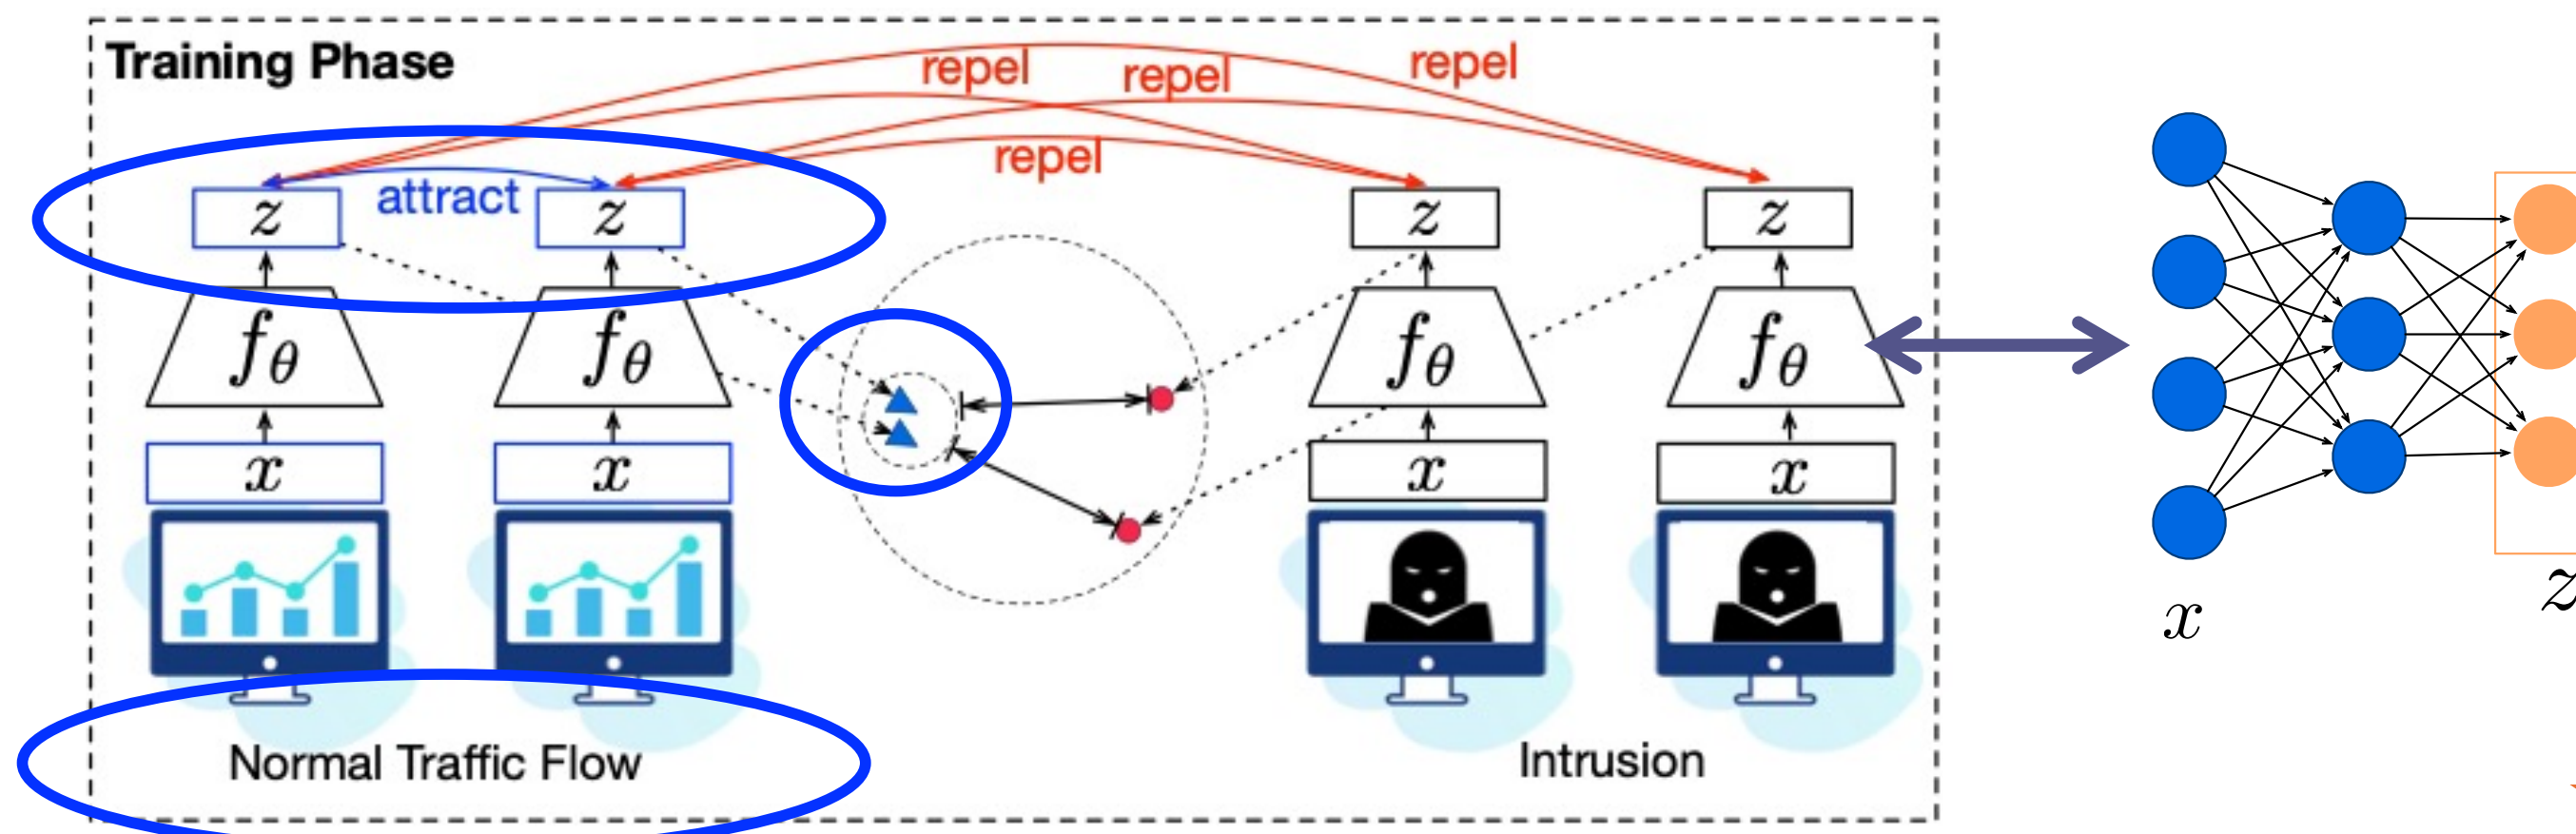 Training Phase
repel repel repel
repel
attract
z z z z
fθ fθ fθ fθ
x x x x
Normal Traffic Flow
Intrusion
x
z